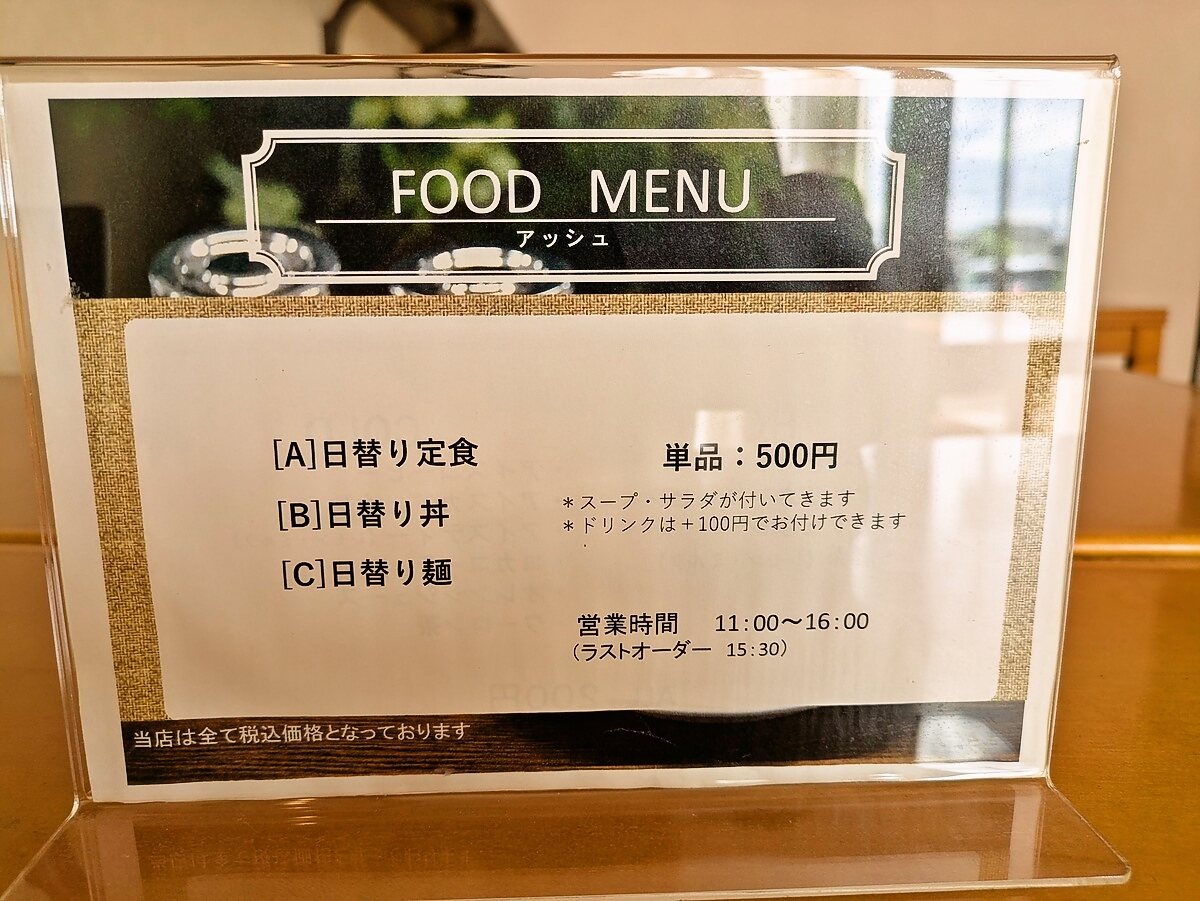 FOOD MENU
アッシュ
[A]日替り定食
単品：500円
[B]日替り丼
＊スープ・サラダが付いてきます
＊ドリンクは＋100円でお付けできます
[C]日替り麺
営業時間 11:00〜16:00
(ラストオーダー 15:30)
当店は全て税込価格となっております